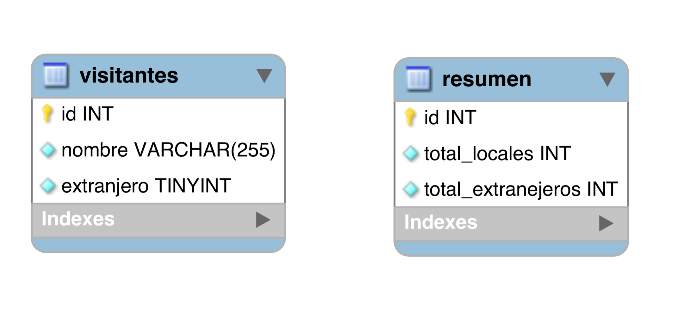 visitantes
id INT
nombre VARCHAR(255)
extranjero TINYINT
Indexes
resumen
id INT
total_locales INT
total_extranejeros INT
Indexes